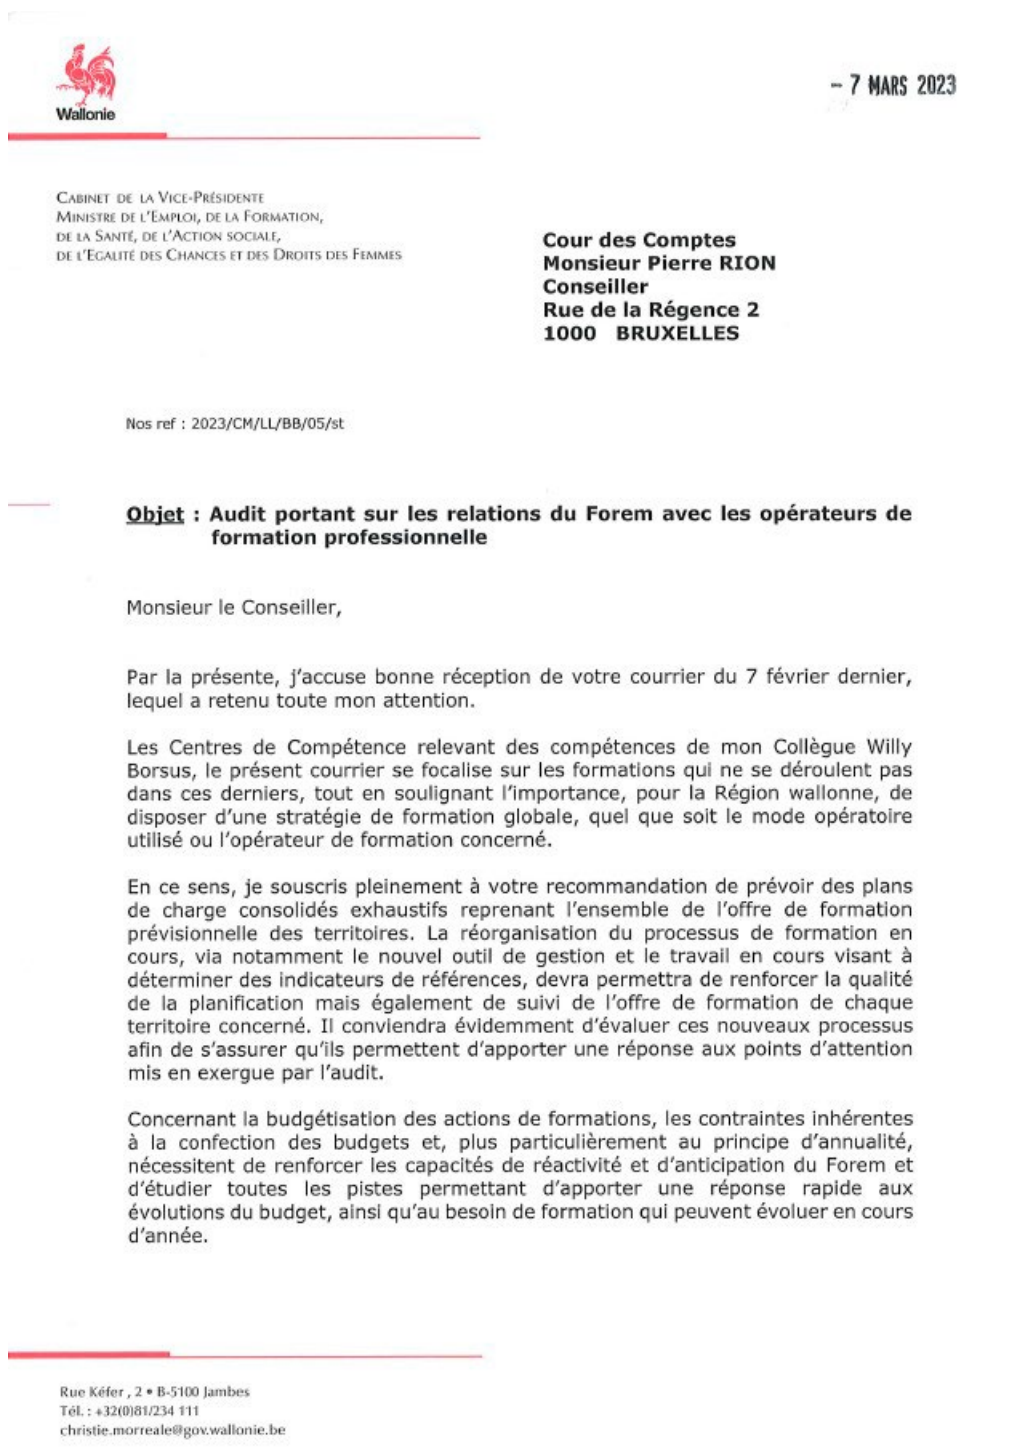 Wallonie
- 7 MARS 2023
CABINET DE LA VICE-PRÉSIDENTE
MINISTRE DE L'EMPLOI, DE LA FORMATION,
DE LA SANTÉ, DE L'ACTION SOCIALE,
DE L'EGALITÉ DES CHANCES ET DES DROITS DES FEMMES
Cour des Comptes
Monsieur Pierre RION
Conseiller
Rue de la Régence 2
1000 BRUXELLES
Nos ref : 2023/CM/LL/BB/05/st
Objet : Audit portant sur les relations du Forem avec les opérateurs de
formation professionnelle
Monsieur le Conseiller,
Par la présente, j'accuse bonne réception de votre courrier du 7 février dernier,
lequel a retenu toute mon attention.
Les Centres de Compétence relevant des compétences de mon Collègue Willy
Borsus, le présent courrier se focalise sur les formations qui ne se déroulent pas
dans ces derniers, tout en soulignant l'importance, pour la Région wallonne, de
disposer d'une stratégie de formation globale, quel que soit le mode opératoire
utilisé ou l'opérateur de formation concerné.
En ce sens, je souscris pleinement à votre recommandation de prévoir des plans
de charge consolidés exhaustifs reprenant l'ensemble de l'offre de formation
prévisionnelle des territoires. La réorganisation du processus de formation en
cours, via notamment le nouvel outil de gestion et le travail en cours visant à
déterminer des indicateurs de références, devra permettra de renforcer la qualité
de la planification mais également de suivi de l'offre de formation de chaque
territoire concerné. Il conviendra évidemment d'évaluer ces nouveaux processus
afin de s'assurer qu'ils permettent d'apporter une réponse aux points d'attention
mis en exergue par l'audit.
Concernant la budgétisation des actions de formations, les contraintes inhérentes
à la confection des budgets et, plus particulièrement au principe d'annualité,
nécessitent de renforcer les capacités de réactivité et d'anticipation du Forem et
d'étudier toutes les pistes permettant d'apporter une réponse rapide aux
évolutions du budget, ainsi qu'au besoin de formation qui peuvent évoluer en cours
d'année.
Rue Kéfer , 2 • B-5100 Jambes
Tél. : +32(0)81/234 111
christie.morreale@gov.wallonie.be